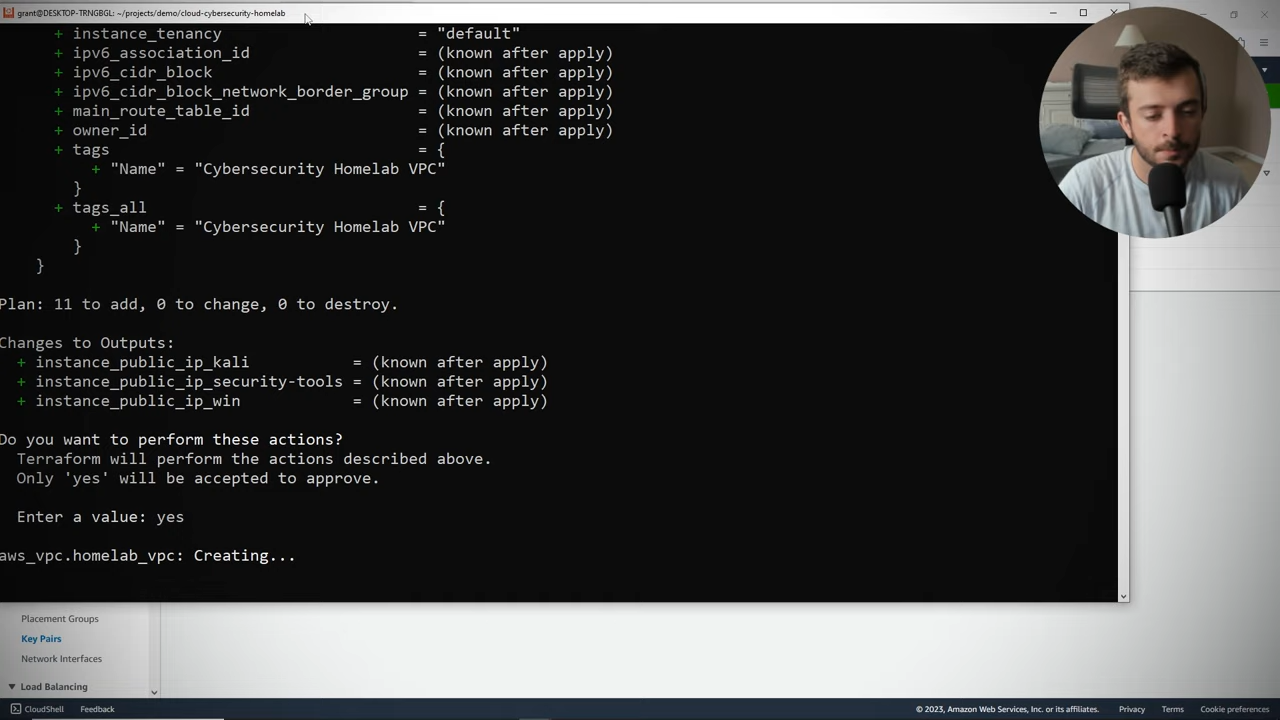 grant@DESKTOP-TRNGBGL: ~/projects/demo/cloud-cybersecurity-homelab
+ instance_tenancy = "default"
+ ipv6_association_id = (known after apply)
+ ipv6_cidr_block = (known after apply)
+ ipv6_cidr_block_network_border_group = (known after apply)
+ main_route_table_id = (known after apply)
+ owner_id = (known after apply)
+ tags = {
+ "Name" = "Cybersecurity Homelab VPC"
}
+ tags_all = {
+ "Name" = "Cybersecurity Homelab VPC"
}
}
Plan: 11 to add, 0 to change, 0 to destroy.
Changes to Outputs:
+ instance_public_ip_kali = (known after apply)
+ instance_public_ip_security-tools = (known after apply)
+ instance_public_ip_win = (known after apply)
Do you want to perform these actions?
Terraform will perform the actions described above.
Only 'yes' will be accepted to approve.
Enter a value: yes
aws_vpc.homelab_vpc: Creating...
Placement Groups
Key Pairs
Network Interfaces
Load Balancing
CloudShell Feedback © 2023, Amazon Web Services, Inc. or its affiliates. Privacy Terms Cookie preferences